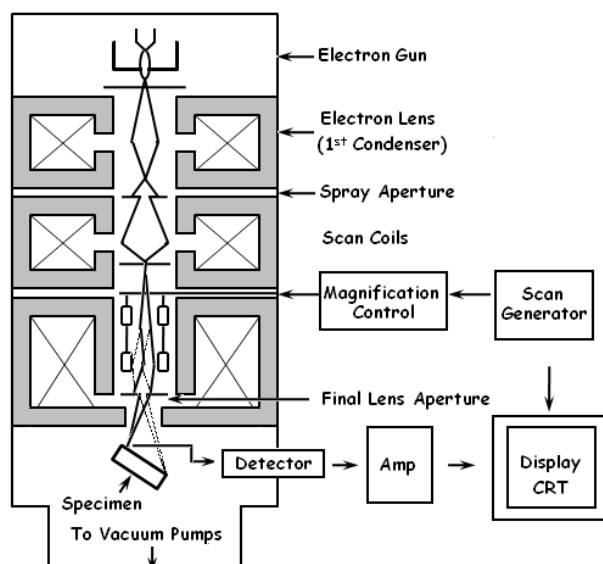 Electron Gun
Electron Lens
(1st Condenser)
Spray Aperture
Scan Coils
Magnification
Control
Scan
Generator
Final Lens Aperture
Detector
Amp
Display
CRT
Specimen
To Vacuum Pumps